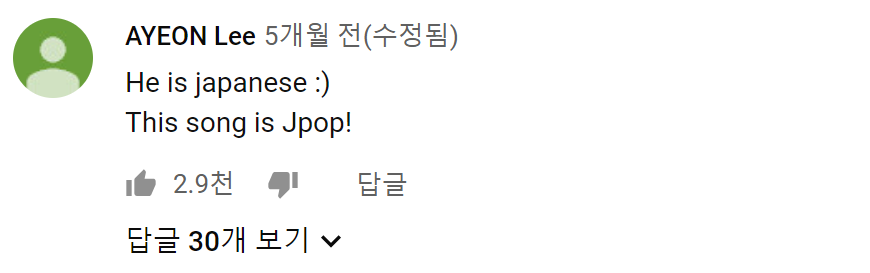 AYEON Lee 5개월 전(수정됨)
He is japanese :)
This song is Jpop!
2.9천 답글
답글 30개 보기